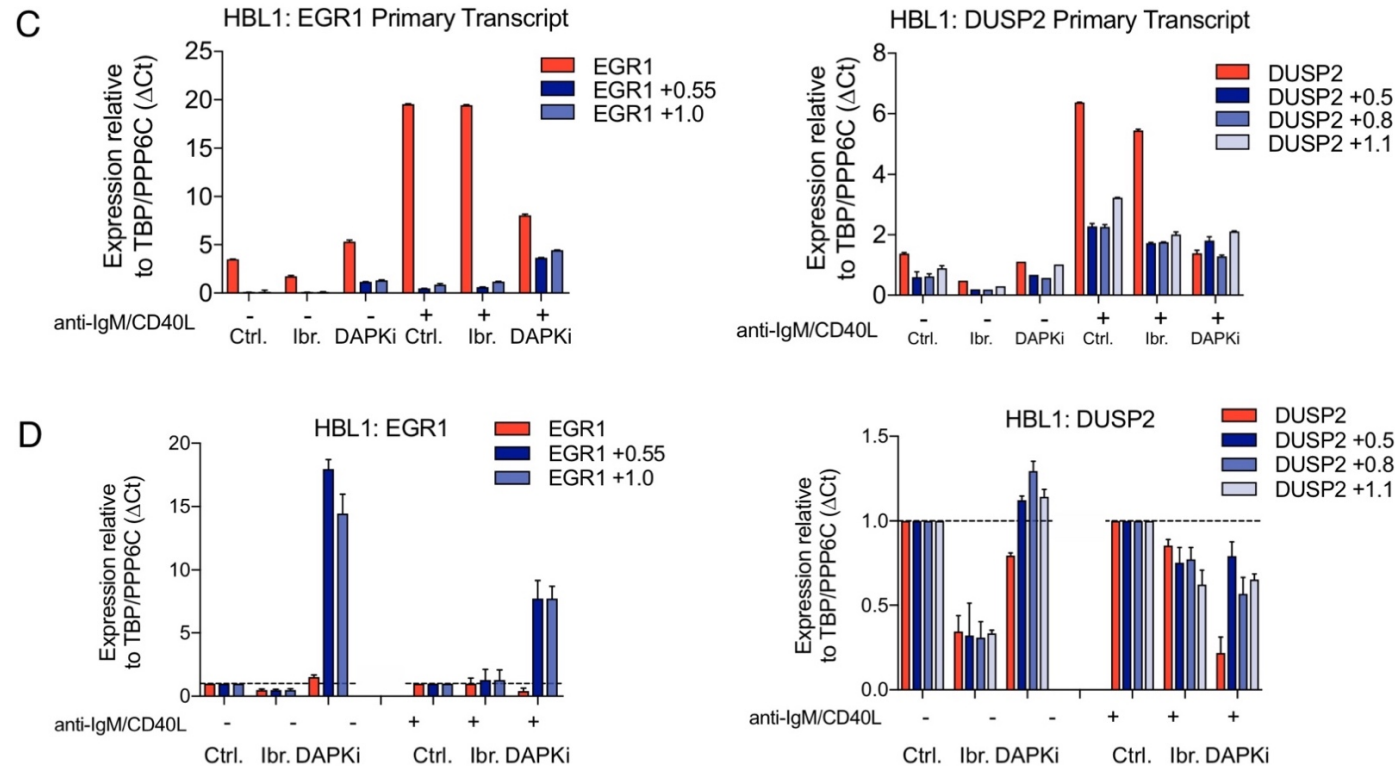 C
HBL1: EGR1 Primary Transcript
Expression relative
to TBP/PPP6C (ΔCt)
25
20
15
10
5
0
EGR1
EGR1 +0.55
EGR1 +1.0
anti-IgM/CD40L
- - - + + +
Ctrl. Ibr. DAPKi Ctrl. Ibr. DAPKi
HBL1: DUSP2 Primary Transcript
Expression relative
to TBP/PPP6C (ΔCt)
8
6
4
2
0
DUSP2
DUSP2 +0.5
DUSP2 +0.8
DUSP2 +1.1
anti-IgM/CD40L
- - - + + +
Ctrl. Ibr. DAPKi Ctrl. Ibr. DAPKi
D
HBL1: EGR1
Expression relative
to TBP/PPP6C (ΔCt)
20
15
10
5
0
EGR1
EGR1 +0.55
EGR1 +1.0
anti-IgM/CD40L
- - - + + +
Ctrl. Ibr. DAPKi Ctrl. Ibr. DAPKi
HBL1: DUSP2
Expression relative
to TBP/PPP6C (ΔCt)
1.5
1.0
0.5
0.0
DUSP2
DUSP2 +0.5
DUSP2 +0.8
DUSP2 +1.1
anti-IgM/CD40L
- - - + + +
Ctrl. Ibr. DAPKi Ctrl. Ibr. DAPKi